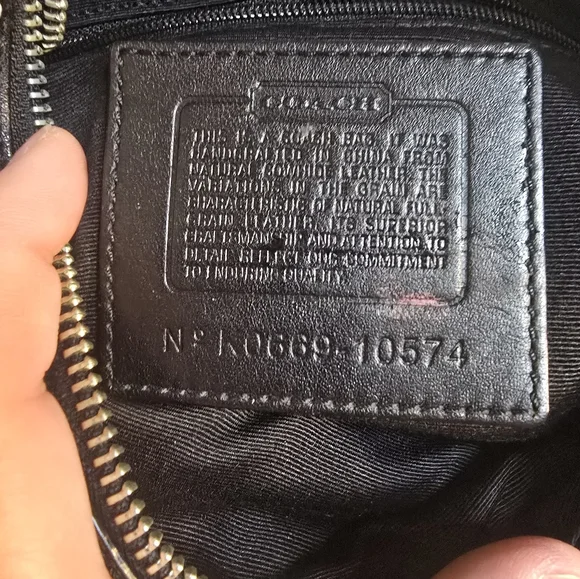 COACH
THIS IS A COACH BAG. IT WAS
HANDCRAFTED IN CHINA FROM
NATURAL COWHIDE LEATHER. THE
VARIATIONS IN THE GRAIN ARE
CHARACTERISTIC OF NATURAL FULL
GRAIN LEATHER. ITS SUPERIOR
CRAFTSMANSHIP AND ATTENTION TO
DETAIL REFLECT OUR COMMITMENT
TO ENDURING QUALITY.
Nº K0669-10574